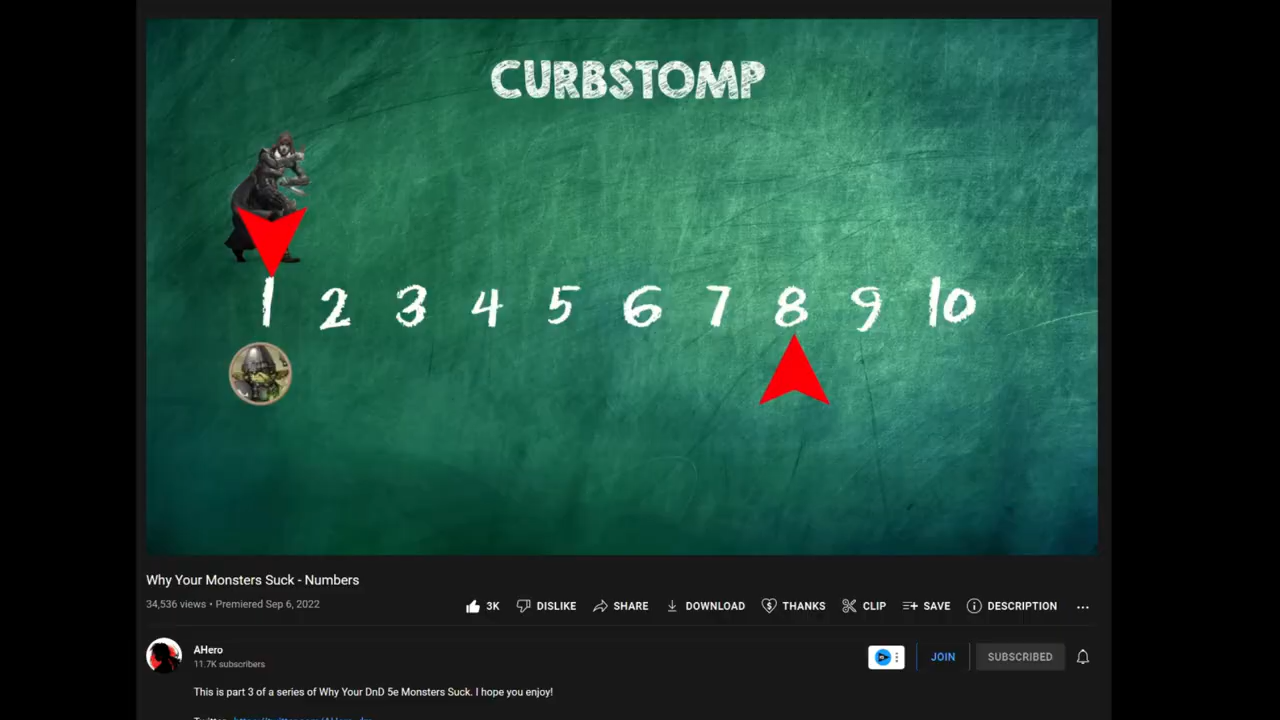 CURBSTOMP
1 2 3 4 5 6 7 8 9 10
Why Your Monsters Suck - Numbers
34,536 views • Premiered Sep 6, 2022
3K DISLIKE SHARE DOWNLOAD THANKS CLIP SAVE DESCRIPTION ...
AHero
11.7K subscribers
JOIN SUBSCRIBED
This is part 3 of a series of Why Your DnD 5e Monsters Suck. I hope you enjoy!